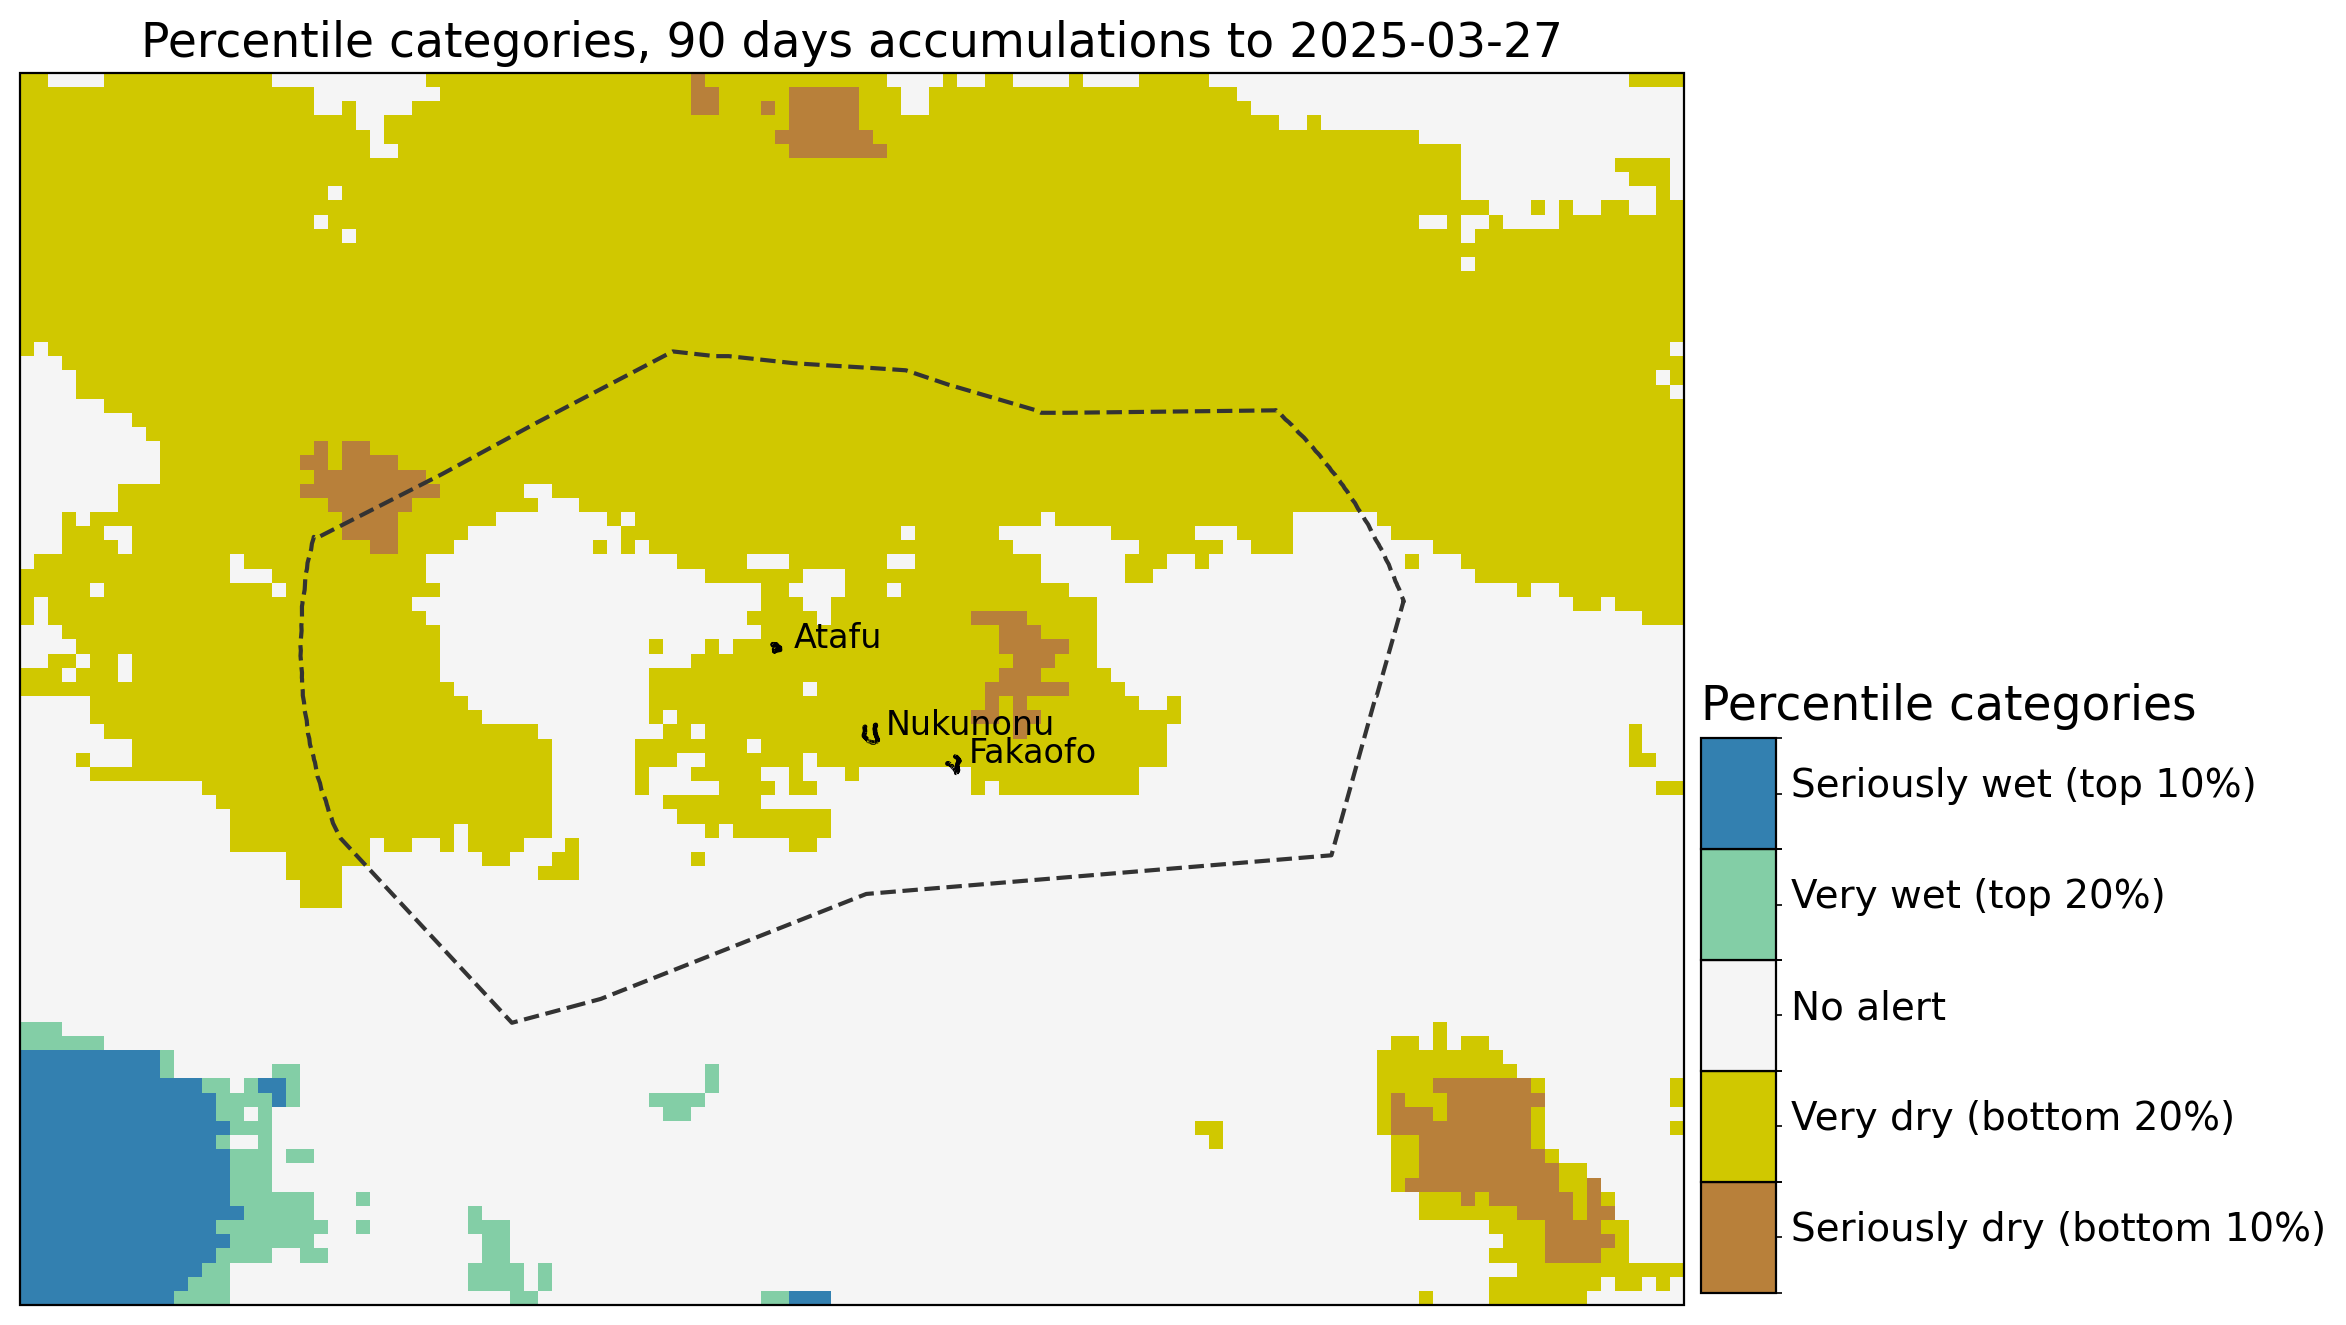 Percentile categories, 90 days accumulations to 2025-03-27
Atafu
Nukunonu
Fakaofo
Percentile categories
Seriously wet (top 10%)
Very wet (top 20%)
No alert
Very dry (bottom 20%)
Seriously dry (bottom 10%)